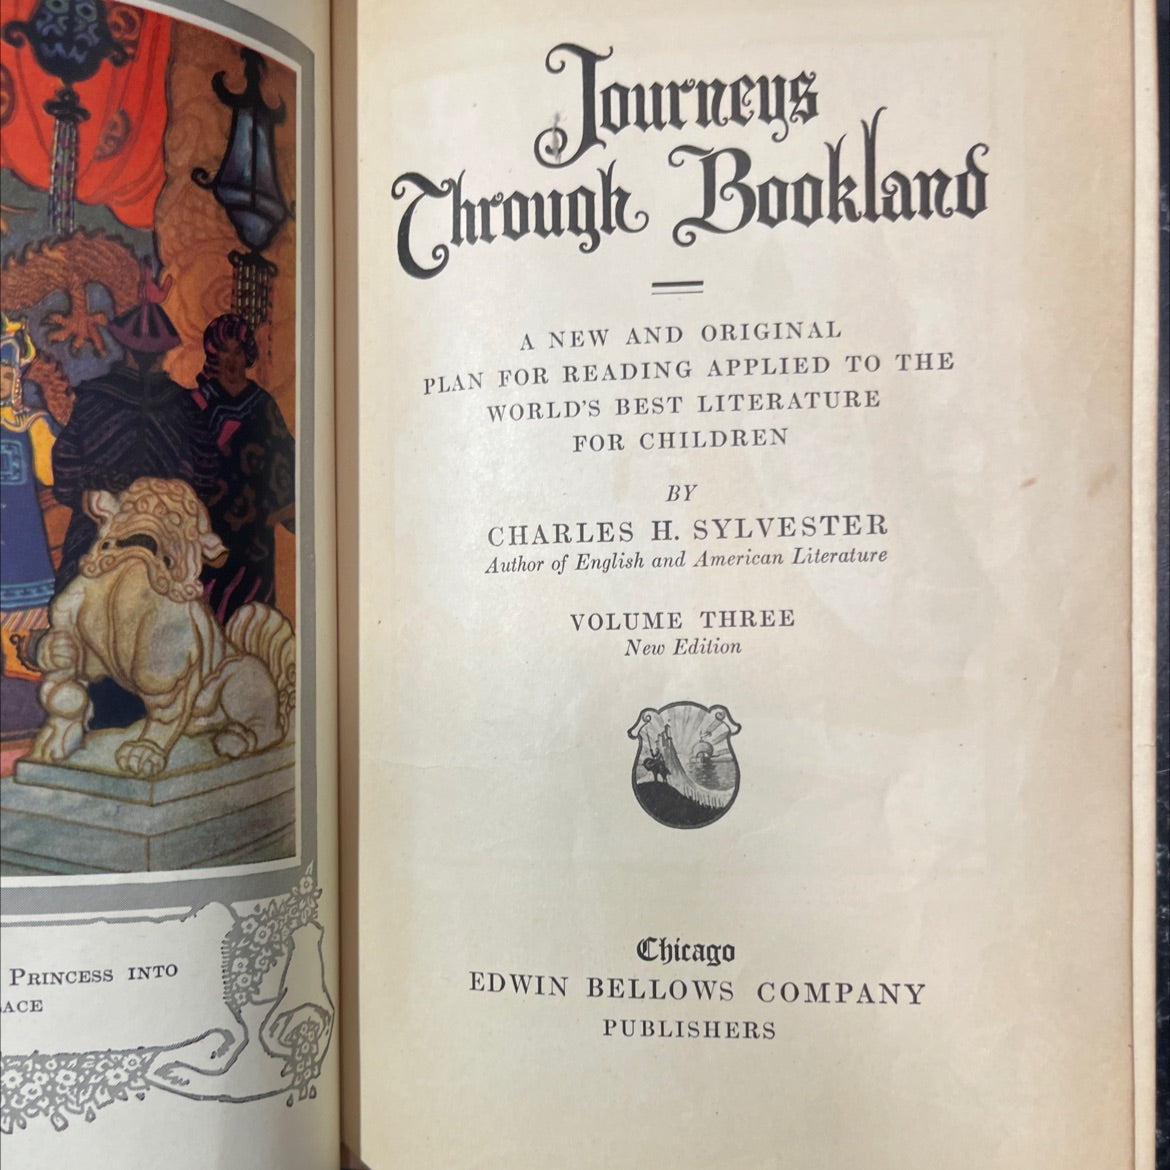 Journeys
Through Bookland
A NEW AND ORIGINAL
PLAN FOR READING APPLIED TO THE
WORLD'S BEST LITERATURE
FOR CHILDREN
BY
CHARLES H. SYLVESTER
Author of English and American Literature
VOLUME THREE
New Edition
Chicago
EDWIN BELLOWS COMPANY
PUBLISHERS
PRINCESS INTO